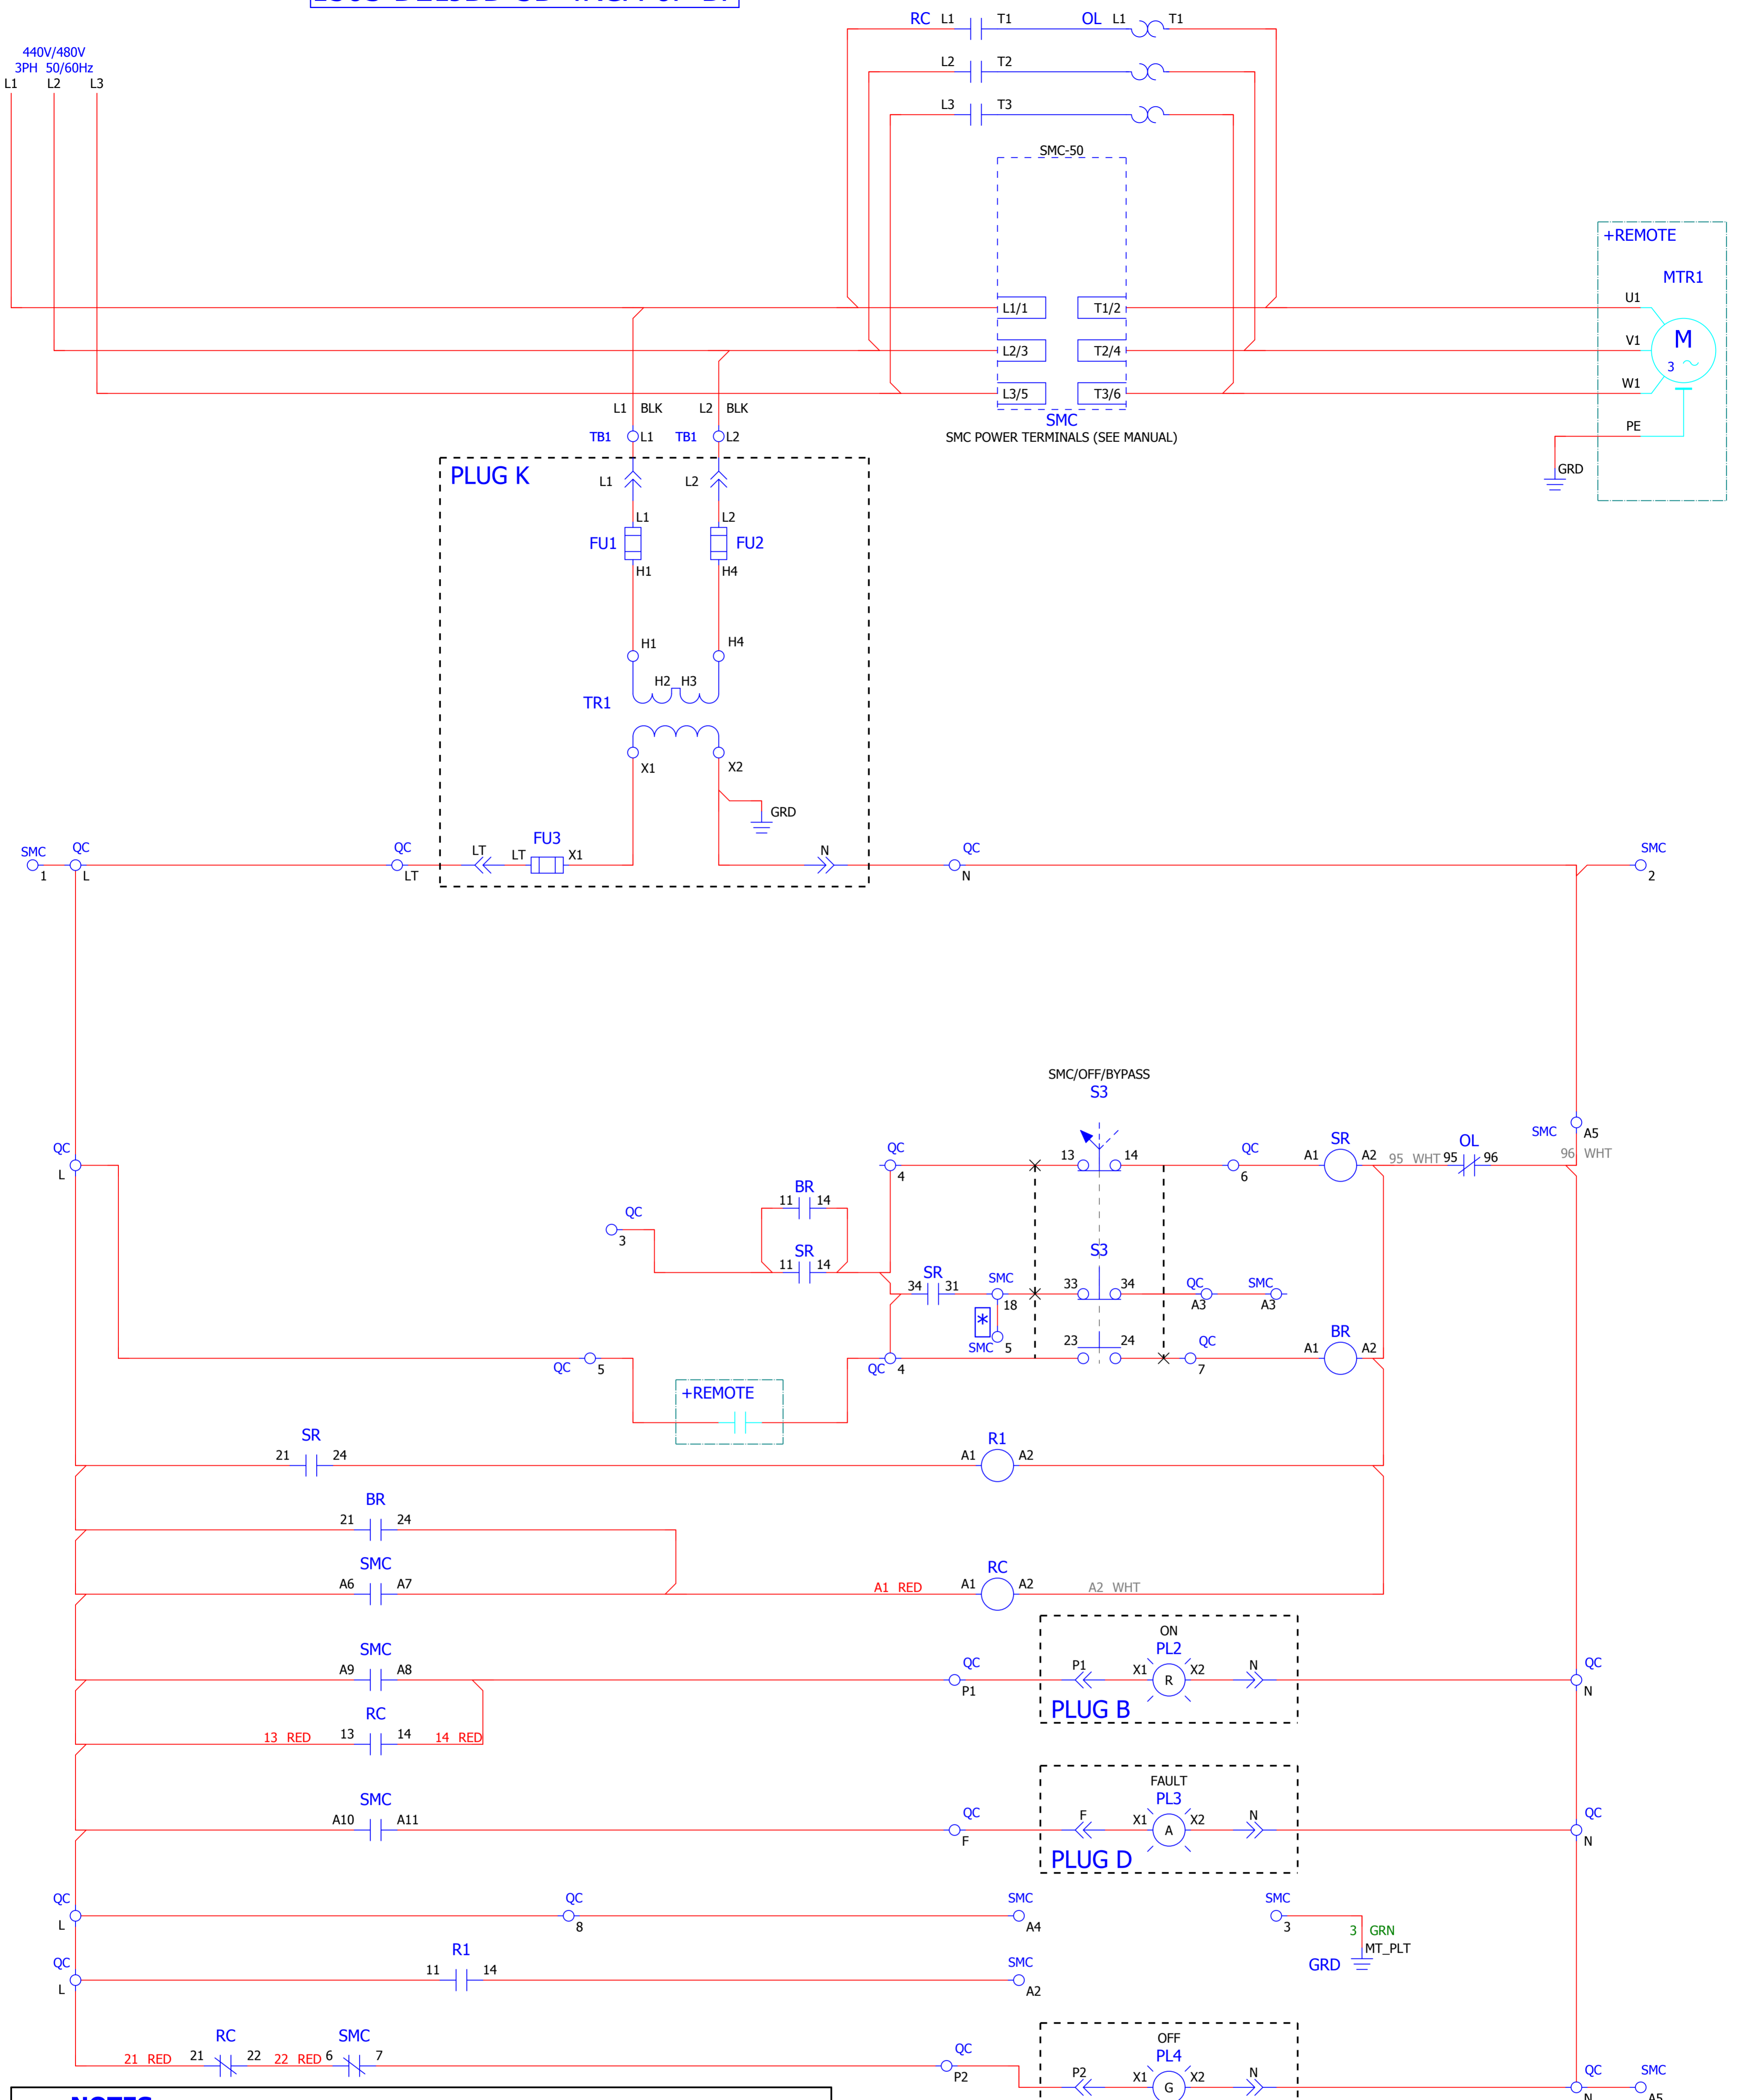 440V/480V
3PH 50/60Hz
L1 L2 L3
RC L1 T1 OL L1 T1
L2 T2
L3 T3
SMC-50
L1/1 T1/2
L2/3 T2/4
L3/5 T3/6
SMC
SMC POWER TERMINALS (SEE MANUAL)
+REMOTE
MTR1
U1
V1
M
3
W1
PE
GRD
L1 BLK L2 BLK
TB1 L1 TB1 L2
PLUG K
L1 L2
L1 L2
FU1 FU2
H1 H4
H1 H4
H2 H3
TR1
X1 X2
GRD
SMC QC QC LT LT FU3 X1 N QC SMC
1 L LT N 2
SMC/OFF/BYPASS
S3
QC QC 13 14 QC SR OL SMC A5
L 4 6 A1 A2 95 WHT 95 96 96 WHT
BR
11 14
QC
3
SR
11 14
S3
SR SMC 33 34 QC SMC
34 31 18 A3 A3
*
SMC 5 23 24 QC BR
QC 5 QC 4 7 A1 A2
+REMOTE
SR R1
21 24 A1 A2
BR
21 24
SMC RC
A6 A7 A1 RED A1 A2 A2 WHT
ON
SMC PL2
A9 A8 QC P1 X1 R X2 N QC
P1 N
PLUG B
RC
13 RED 13 14 14 RED
FAULT
SMC PL3
A10 A11 QC F X1 A X2 N QC
F N
PLUG D
QC QC SMC SMC
L 8 A4 3
3 GRN
MT_PLT
GRD
QC R1 SMC
L 11 14 A2
OFF
RC SMC PL4
21 RED 21 22 22 RED 6 7 QC P2 X1 G X2 N QC SMC
P2 N A5
NOTES